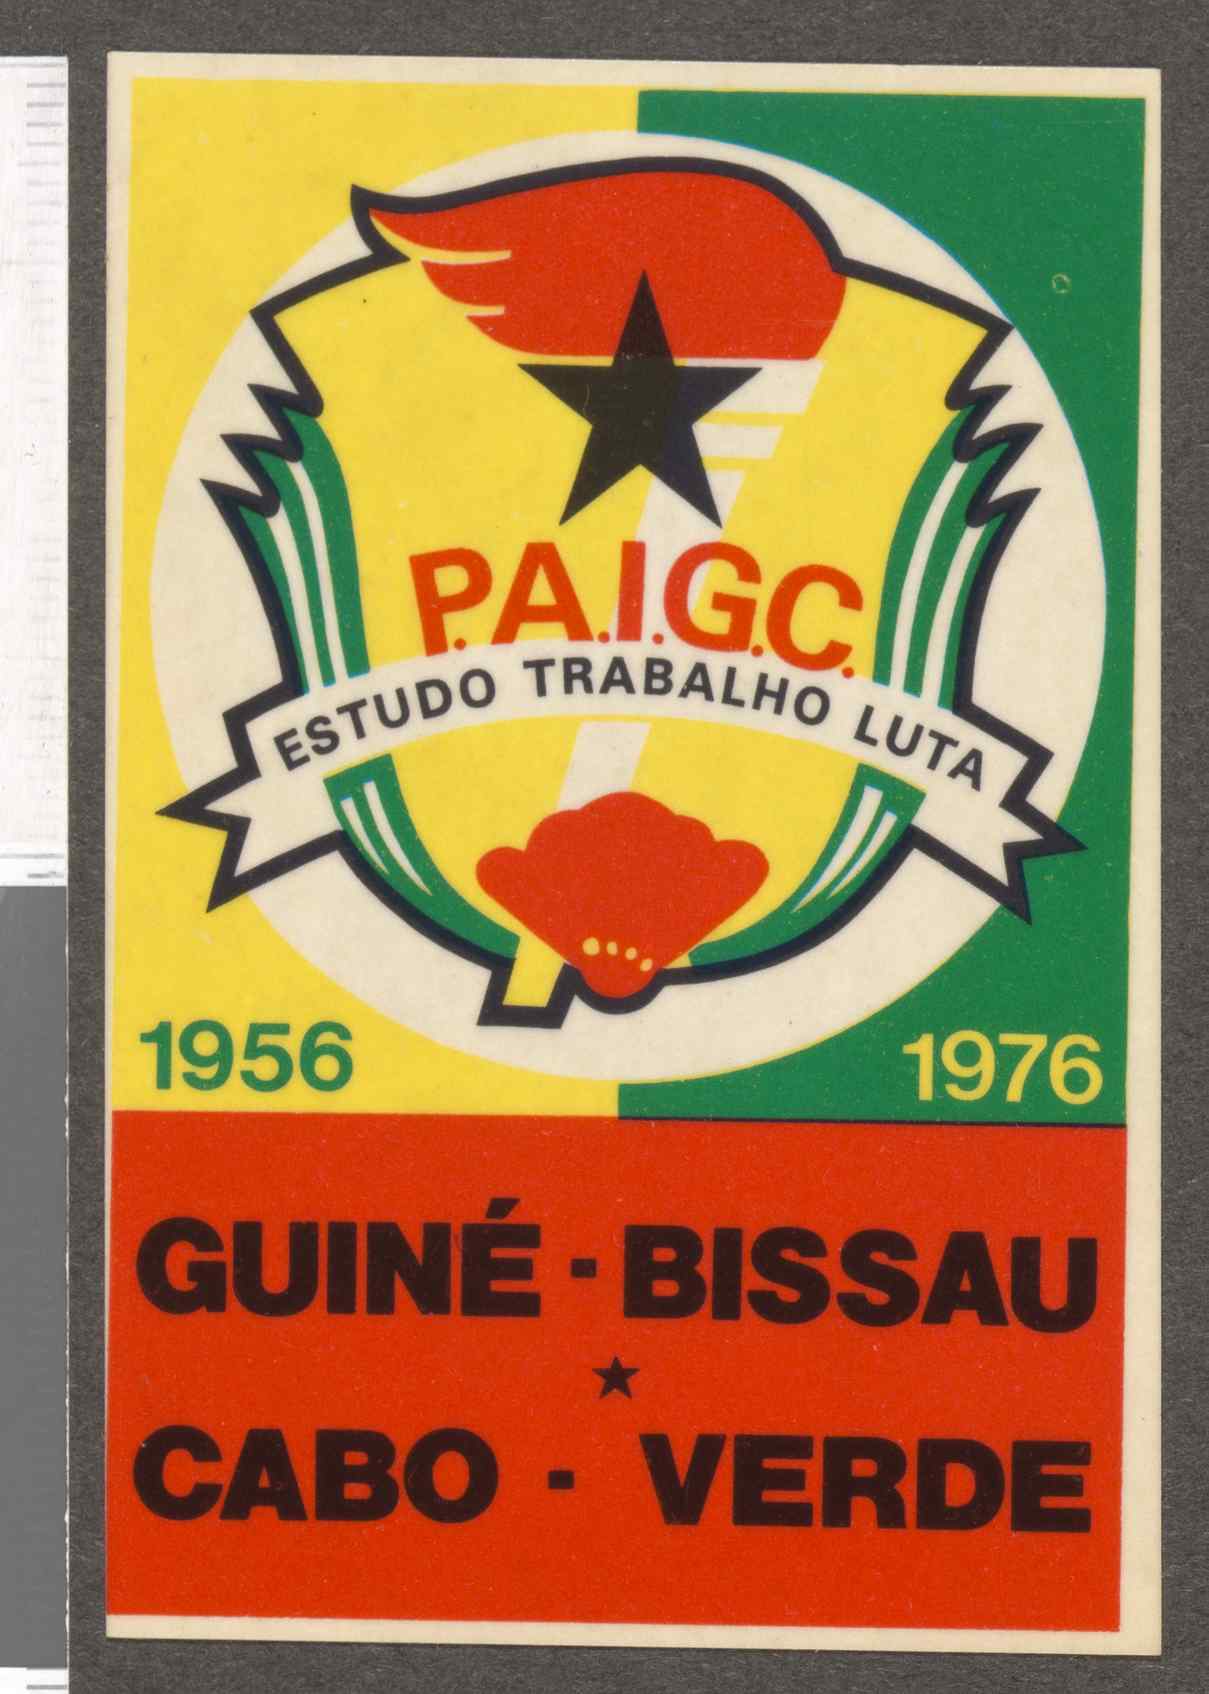 P.A.I.G.C.
ESTUDO TRABALHO LUTA
1956
1976
GUINÉ - BISSAU
CABO - VERDE